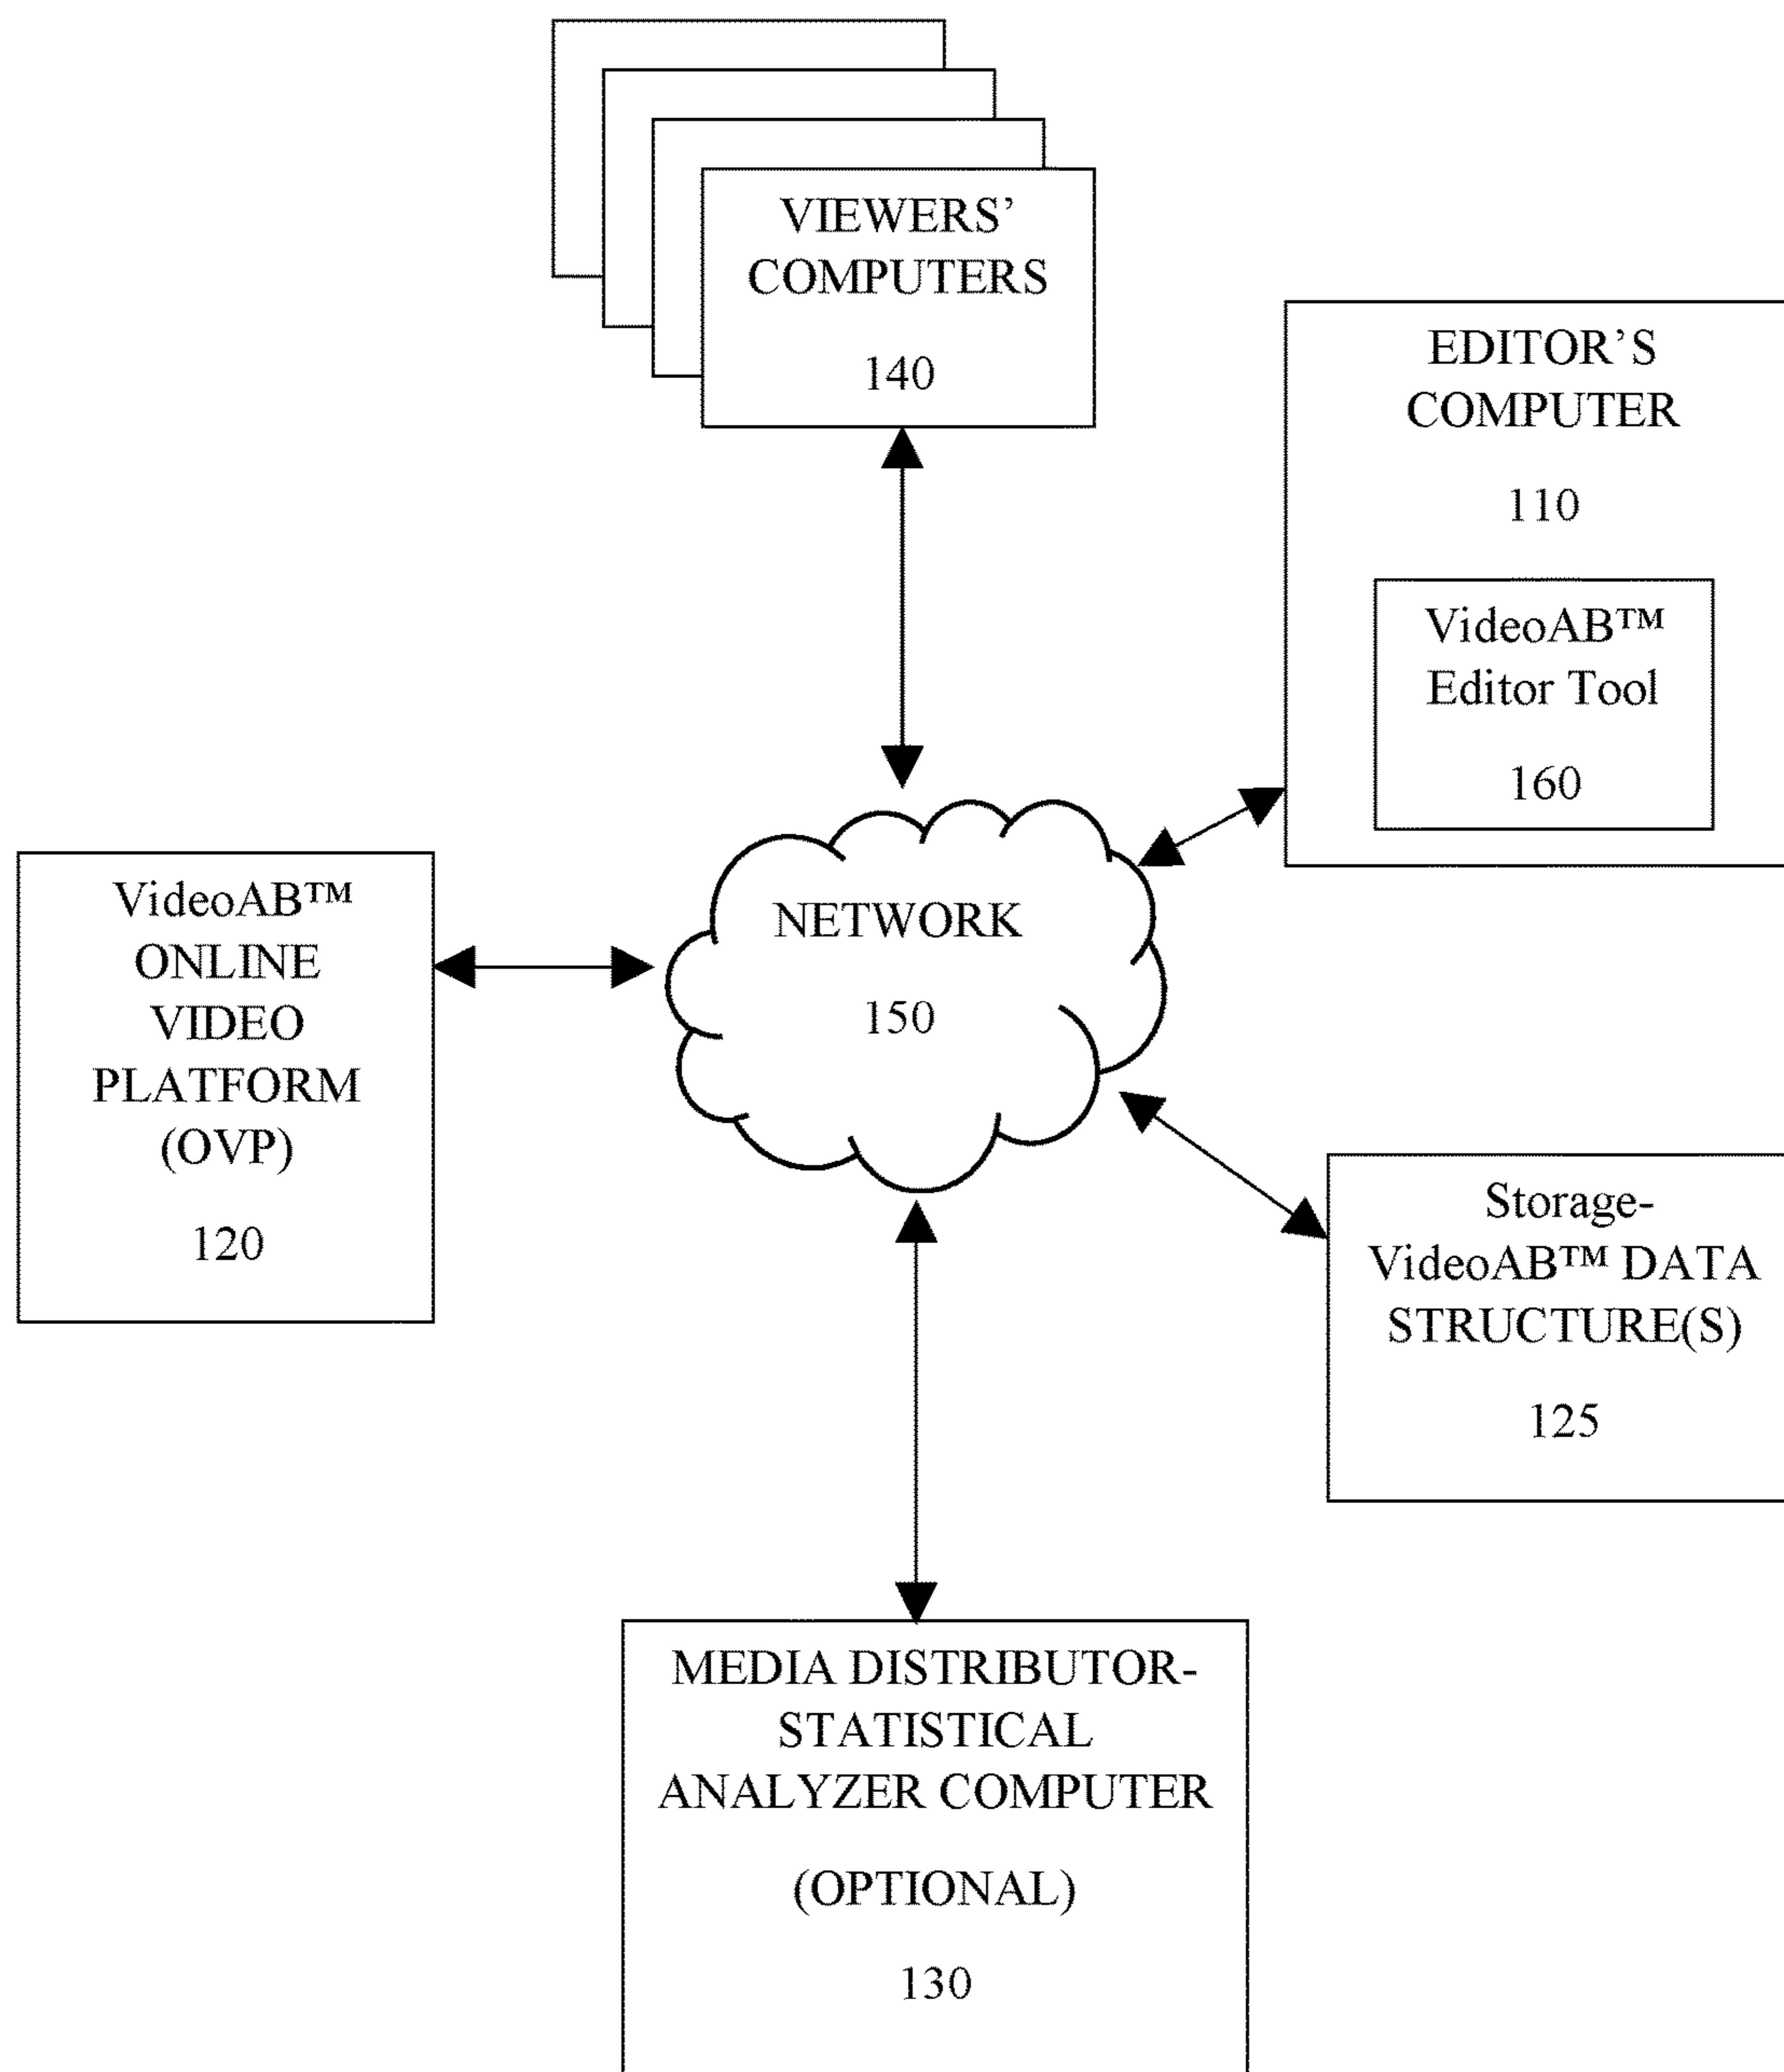 VIEWERS’
COMPUTERS
140
EDITOR’S
COMPUTER
110
VideoAB™
Editor Tool
160
VideoAB™
ONLINE
VIDEO
PLATFORM
(OVP)
120
NETWORK
150
Storage-
VideoAB™ DATA
STRUCTURE(S)
125
MEDIA DISTRIBUTOR-
STATISTICAL
ANALYZER COMPUTER
(OPTIONAL)
130